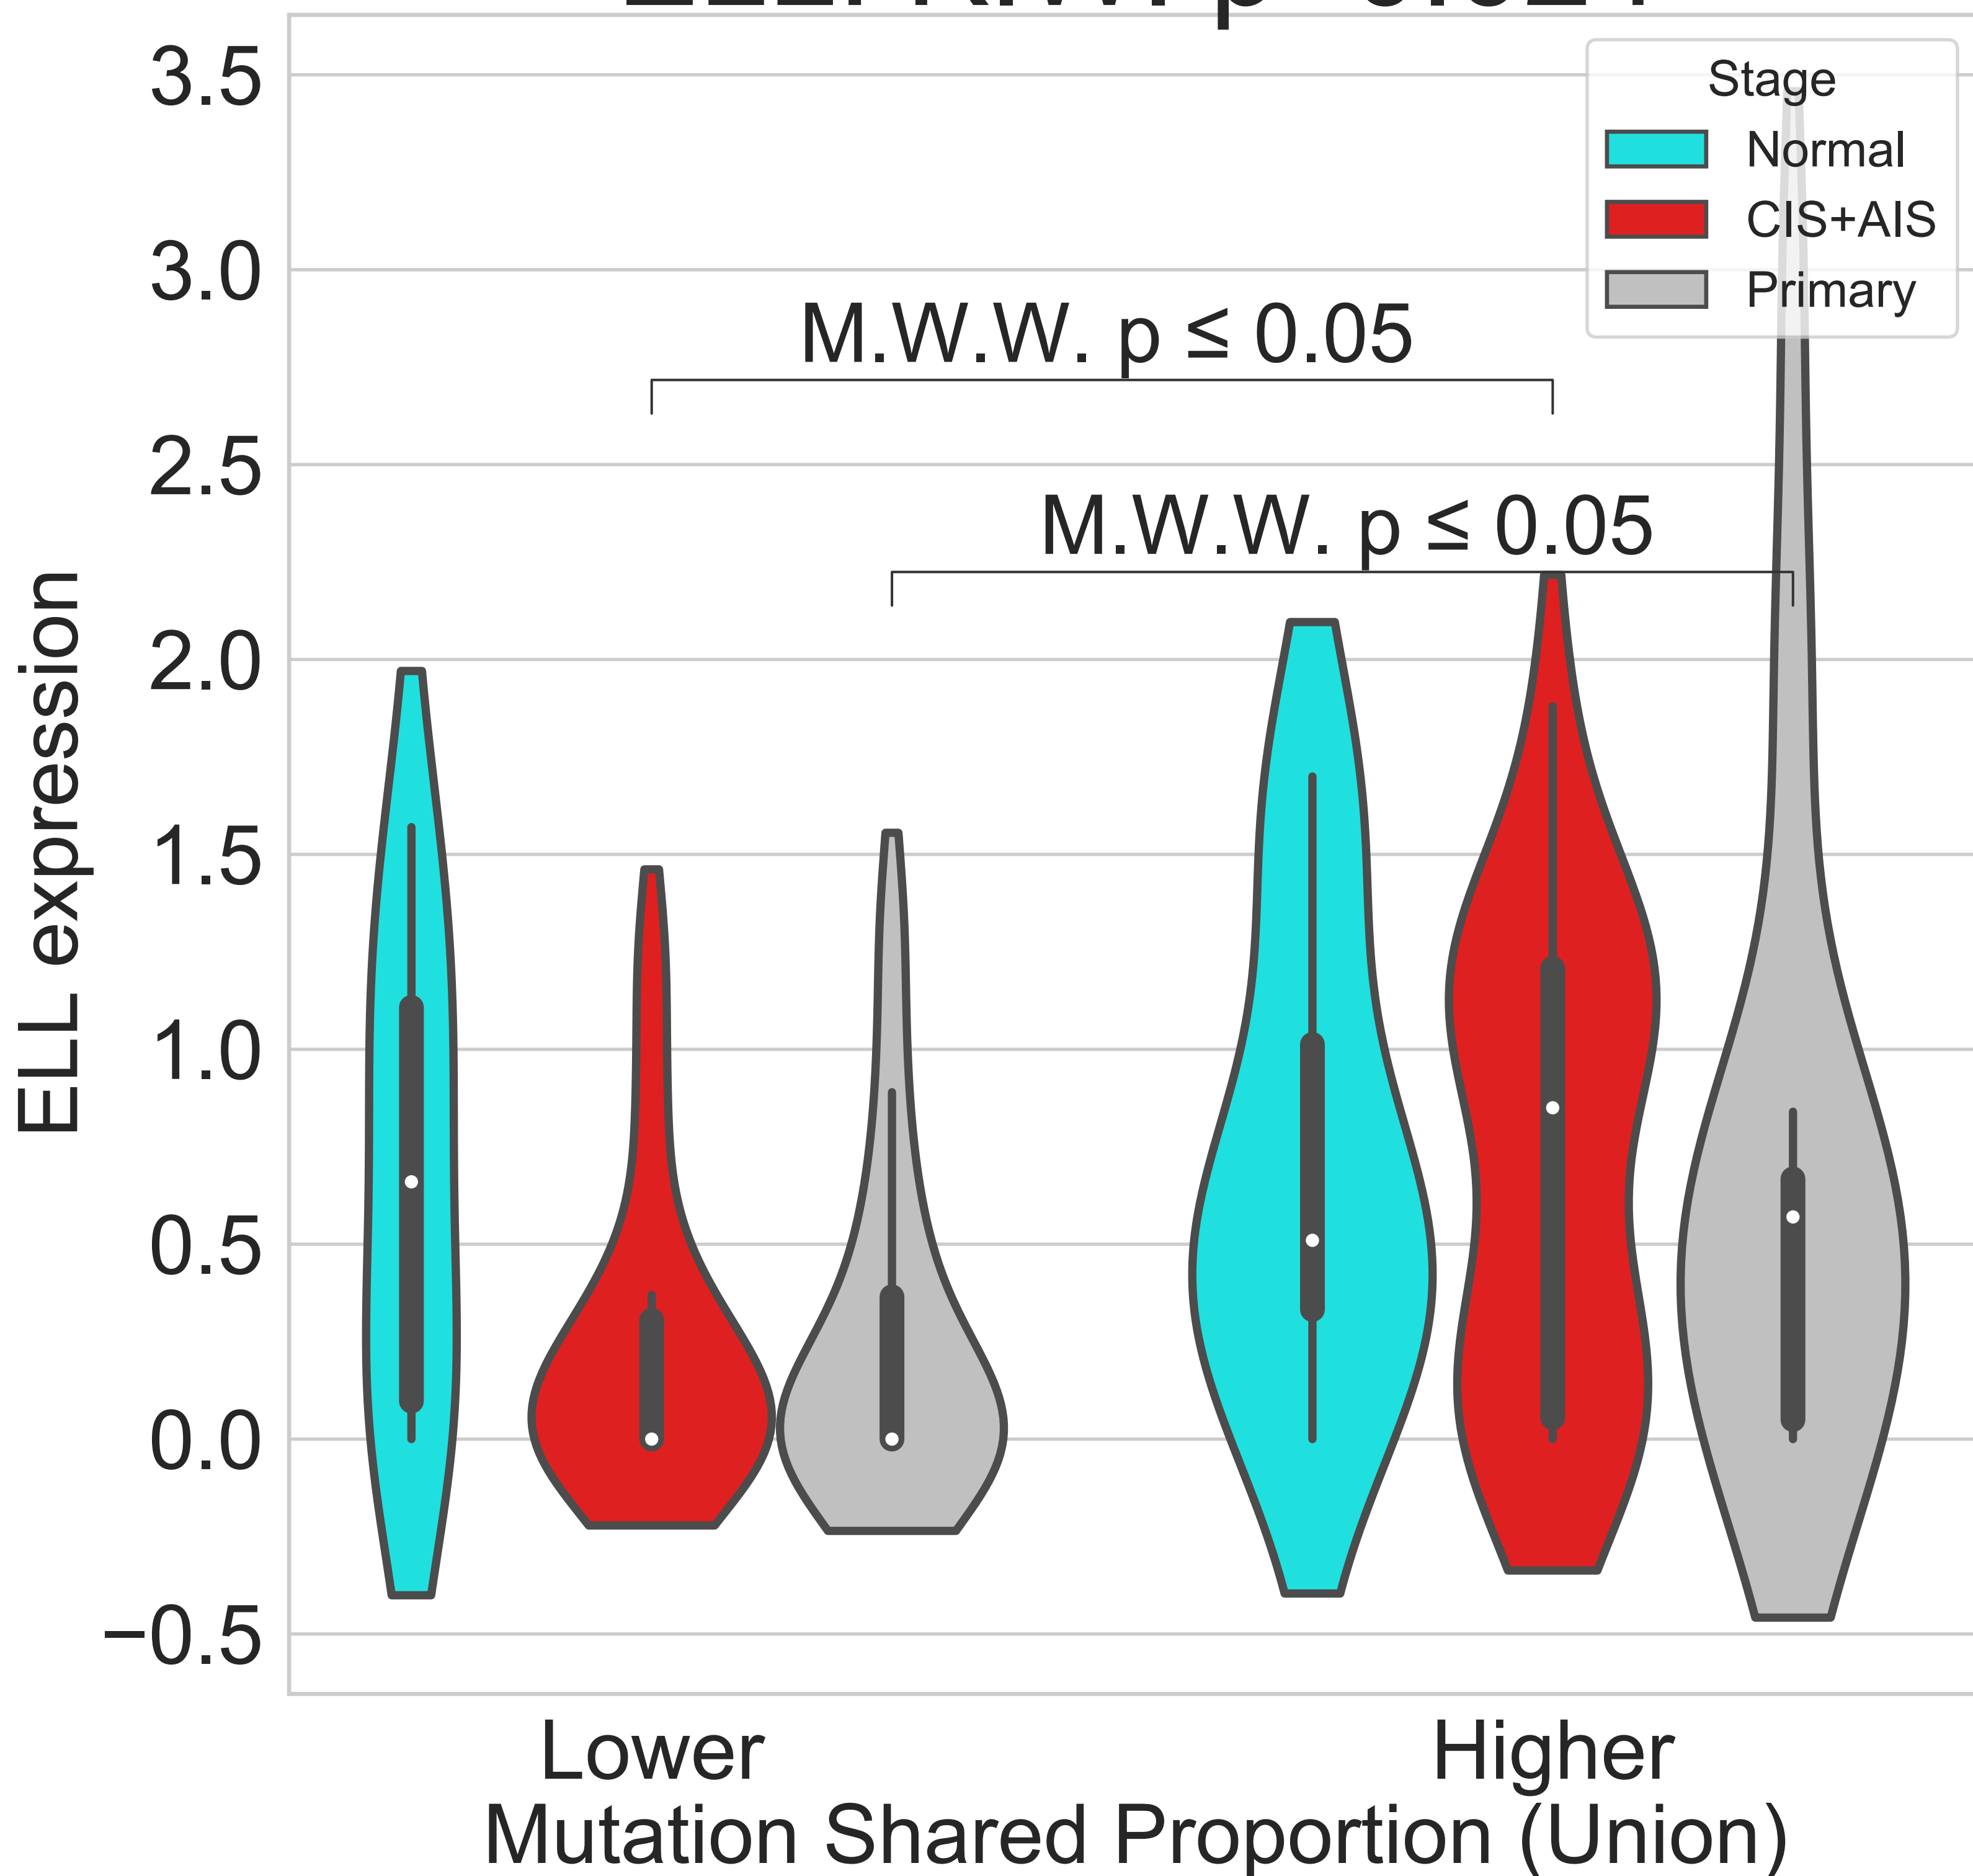 3.5
3.0
2.5
2.0
1.5
1.0
0.5
0.0
−0.5
ELL expression
Stage
Normal
CIS+AIS
Primary
M.W.W. p ≤ 0.05
M.W.W. p ≤ 0.05
Lower
Higher
Mutation Shared Proportion (Union)